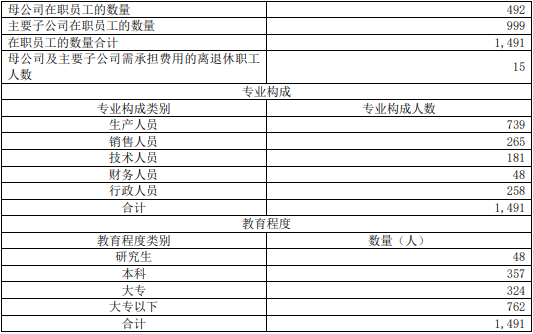 母公司在职员工的数量 492
主要子公司在职员工的数量 999
在职员工的数量合计 1,491
母公司及主要子公司需承担费用的离退休职工
人数 15
专业构成
专业构成类别 专业构成人数
生产人员 739
销售人员 265
技术人员 181
财务人员 48
行政人员 258
合计 1,491
教育程度
教育程度类别 数量（人）
研究生 48
本科 357
大专 324
大专以下 762
合计 1,491